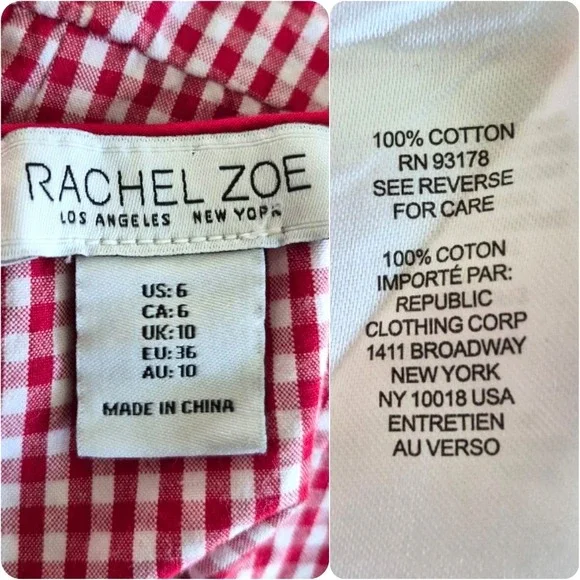 RACHEL ZOE
LOS ANGELES NEW YORK
US: 6
CA: 6
UK: 10
EU: 36
AU: 10
MADE IN CHINA
100% COTTON
RN 93178
SEE REVERSE
FOR CARE
100% COTON
IMPORTÉ PAR:
REPUBLIC
CLOTHING CORP
1411 BROADWAY
NEW YORK
NY 10018 USA
ENTRETIEN
AU VERSO